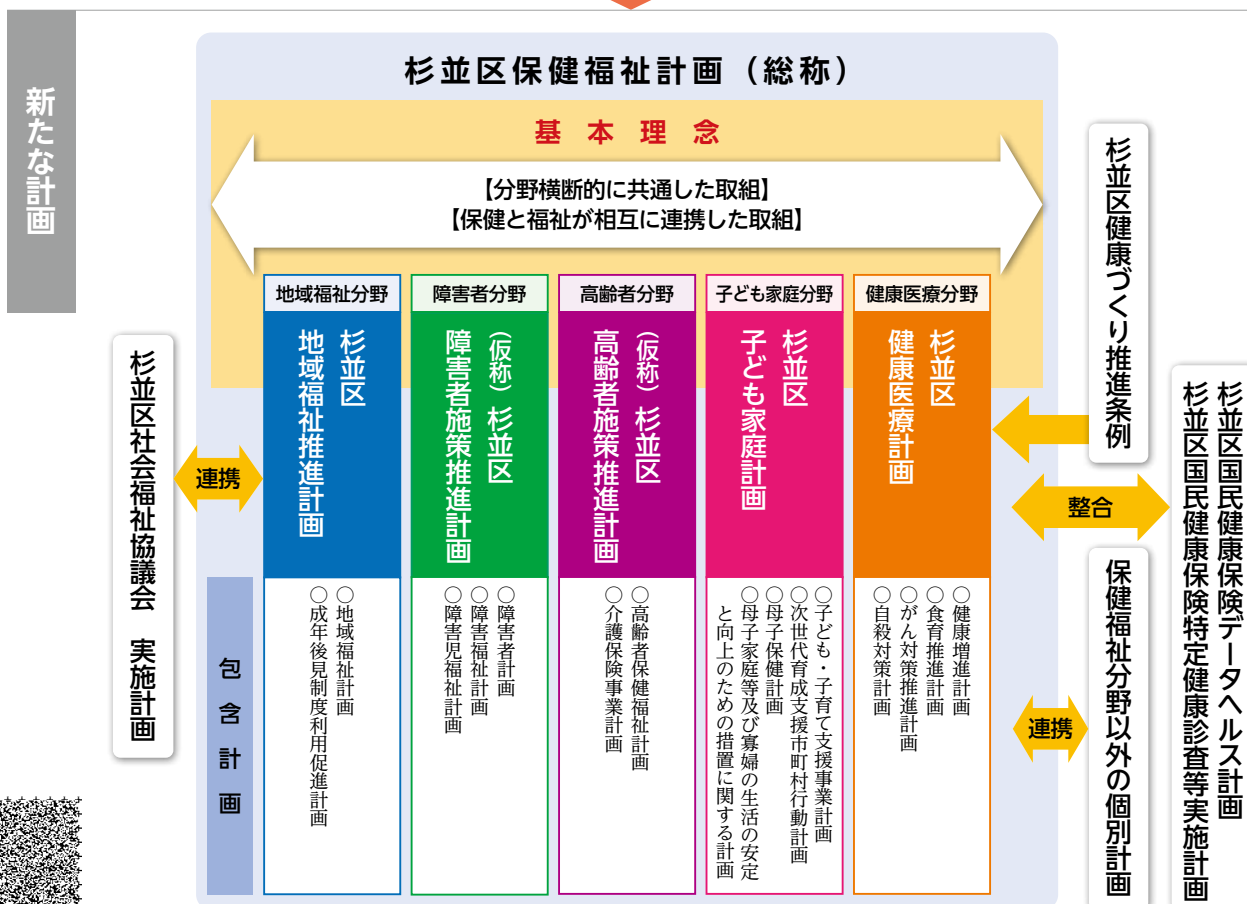 新たな計画
杉並区保健福祉計画（総称）
基本理念
【分野横断的に共通した取組】
【保健と福祉が相互に連携した取組】
地域福祉分野
杉並区
地域福祉推進計画
障害者分野
（仮称）杉並区
障害者施策推進計画
高齢者分野
（仮称）杉並区
高齢者施策推進計画
子ども家庭分野
杉並区
子ども家庭計画
健康医療分野
杉並区
健康医療計画
包含計画
○地域福祉計画
○成年後見制度利用促進計画
○障害者計画
○障害福祉計画
○障害児福祉計画
○高齢者保健福祉計画
○介護保険事業計画
○子ども・子育て支援事業計画
○次世代育成支援市町村行動計画
○母子保健計画
○母子家庭等及び寡婦の生活の安定
と向上のための措置に関する計画
○健康増進計画
○食育推進計画
○がん対策推進計画
○自殺対策計画
杉並区社会福祉協議会　実施計画
連携
杉並区健康づくり推進条例
整合
杉並区国民健康保険データヘルス計画
杉並区国民健康保険特定健康診査等実施計画
連携
保健福祉分野以外の個別計画